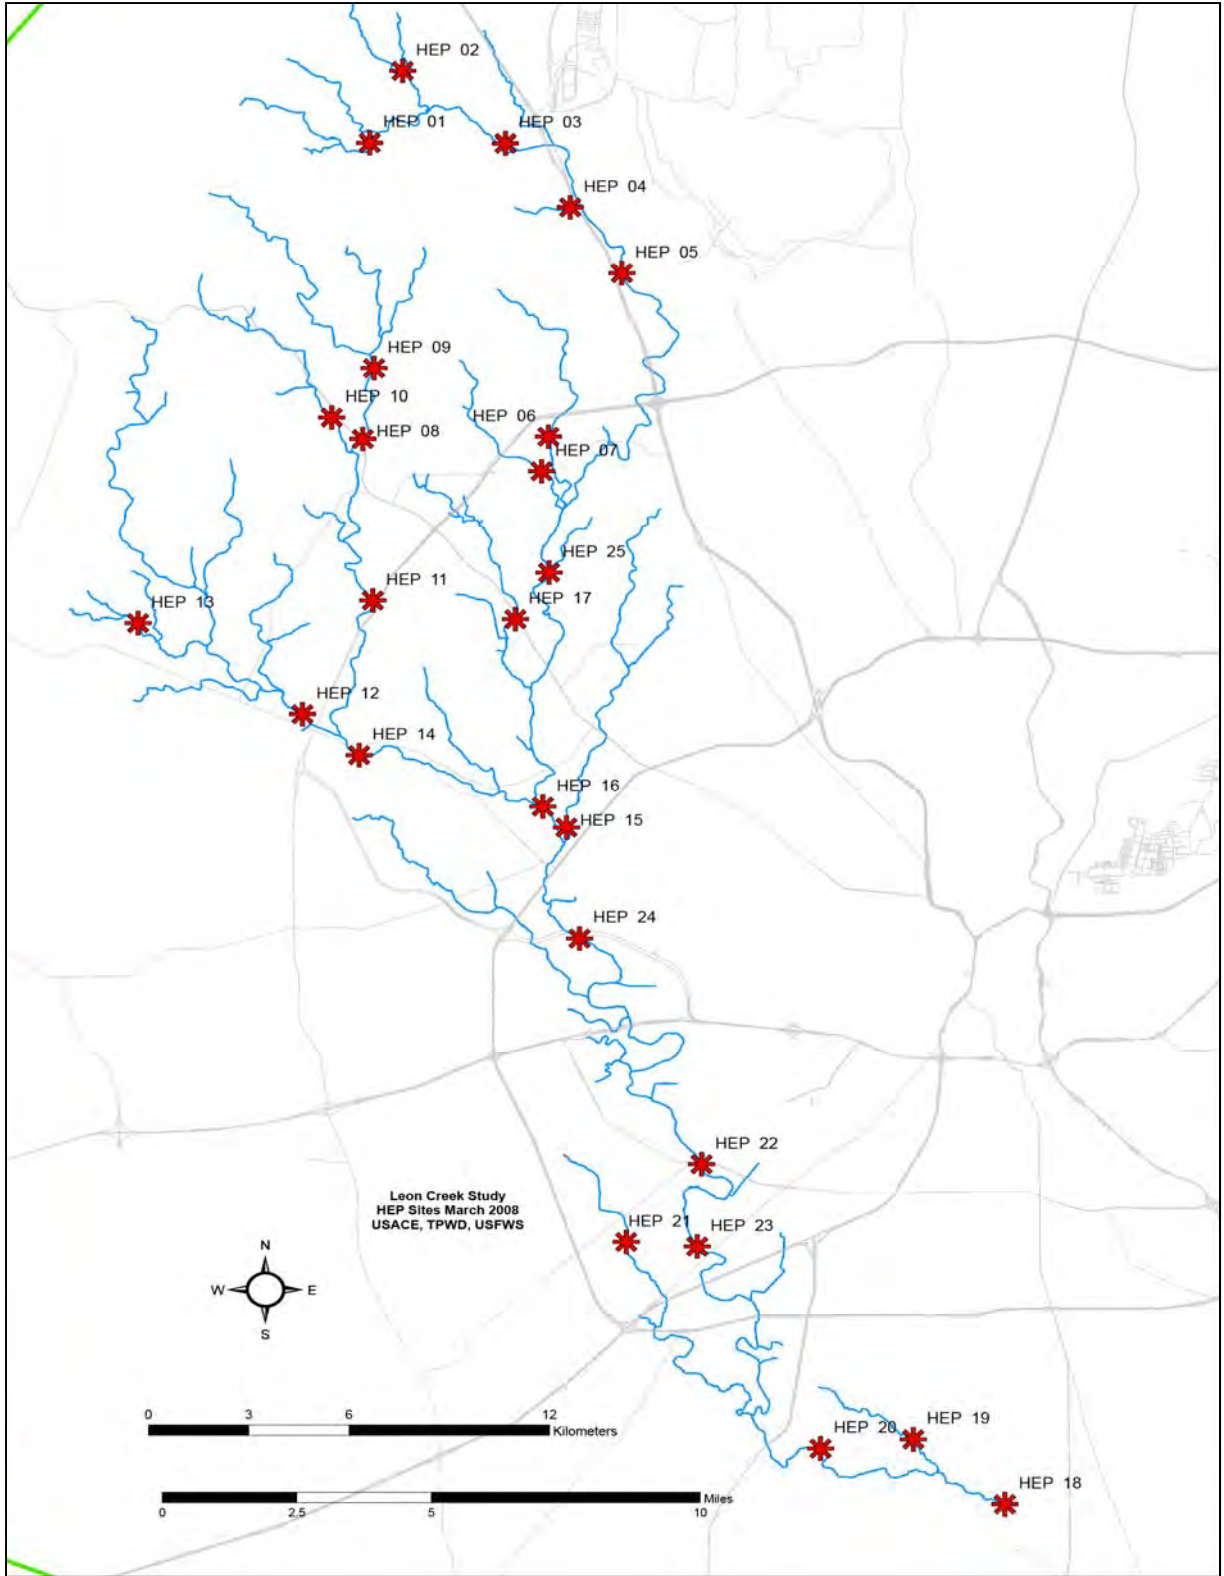 HEP 02
HEP 01
HEP 03
HEP 04
HEP 05
HEP 09
HEP 10
HEP 06
HEP 08
HEP 07
HEP 25
HEP 11
HEP 17
HEP 13
HEP 12
HEP 14
HEP 16
HEP 15
HEP 24
HEP 22
Leon Creek Study
HEP Sites March 2008
USACE, TPWD, USFWS
HEP 21
HEP 23
N
W E
S
0 3 6 12
Kilometers
HEP 20
HEP 19
HEP 18
Miles
0 2.5 5 10